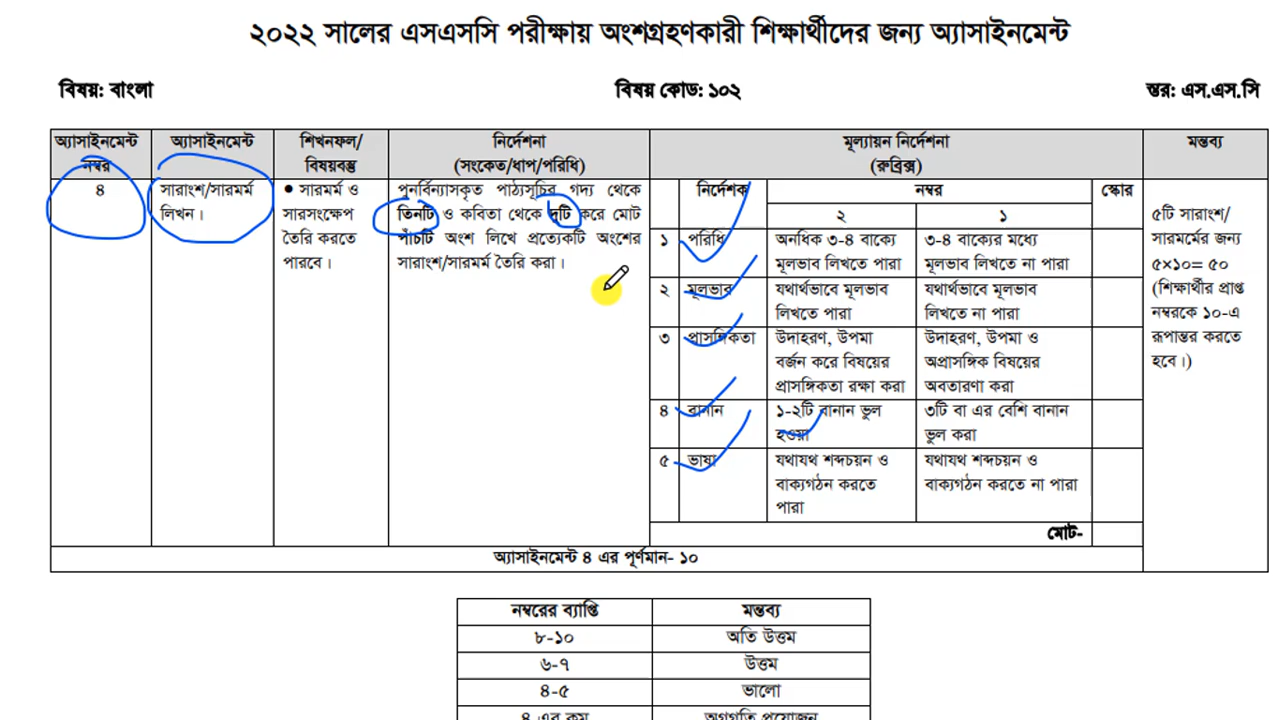 ২০২২ সালের এসএসসি পরীক্ষায় অংশগ্রহণকারী শিক্ষার্থীদের জন্য অ্যাসাইনমেন্ট
বিষয়: বাংলা
বিষয় কোড: ১০২
স্তর: এস.এস.সি
অ্যাসাইনমেন্ট
নম্বর
অ্যাসাইনমেন্ট
শিখনফল/
বিষয়বস্তু
নির্দেশনা
(সংকেত/ধাপ/পরিধি)
মূল্যায়ন নির্দেশনা
(রুব্রিক্স)
মন্তব্য
৪
সারাংশ/সারমর্ম
লিখন।
● সারমর্ম ও
সারসংক্ষেপ
তৈরি করতে
পারবে।
পুনর্বিন্যাসকৃত পাঠ্যসূচির গদ্য থেকে
তিনটি ও কবিতা থেকে দুটি করে মোট
পাঁচটি অংশ লিখে প্রত্যেকটি অংশের
সারাংশ/সারমর্ম তৈরি করা।
নির্দেশক
নম্বর
স্কোর
২
১
১
পরিধি
অনধিক ৩-৪ বাক্যে
মূলভাব লিখতে পারা
৩-৪ বাক্যের মধ্যে
মূলভাব লিখতে না পারা
২
মূলভাব
যথার্থভাবে মূলভাব
লিখতে পারা
যথার্থভাবে মূলভাব
লিখতে না পারা
৩
প্রাসঙ্গিকতা
উদাহরণ, উপমা
বর্জন করে বিষয়ের
প্রাসঙ্গিকতা রক্ষা করা
উদাহরণ, উপমা ও
অপ্রাসঙ্গিক বিষয়ের
অবতারণা করা
৪
বানান
১-২টি বানান ভুল
হওয়া
৩টি বা এর বেশি বানান
ভুল করা
৫
ভাষা
যথাযথ শব্দচয়ন ও
বাক্যগঠন করতে
পারা
যথাযথ শব্দচয়ন ও
বাক্যগঠন করতে না পারা
মোট-
৫টি সারাংশ/
সারমর্মের জন্য
৫×১০= ৫০
(শিক্ষার্থীর প্রাপ্ত
নম্বরকে ১০-এ
রূপান্তর করতে
হবে।)
অ্যাসাইনমেন্ট ৪ এর পূর্ণমান- ১০
নম্বরের ব্যাপ্তি
মন্তব্য
৮-১০
অতি উত্তম
৬-৭
উত্তম
৪-৫
ভালো
৪ এর কম
অগ্রগতি প্রয়োজন